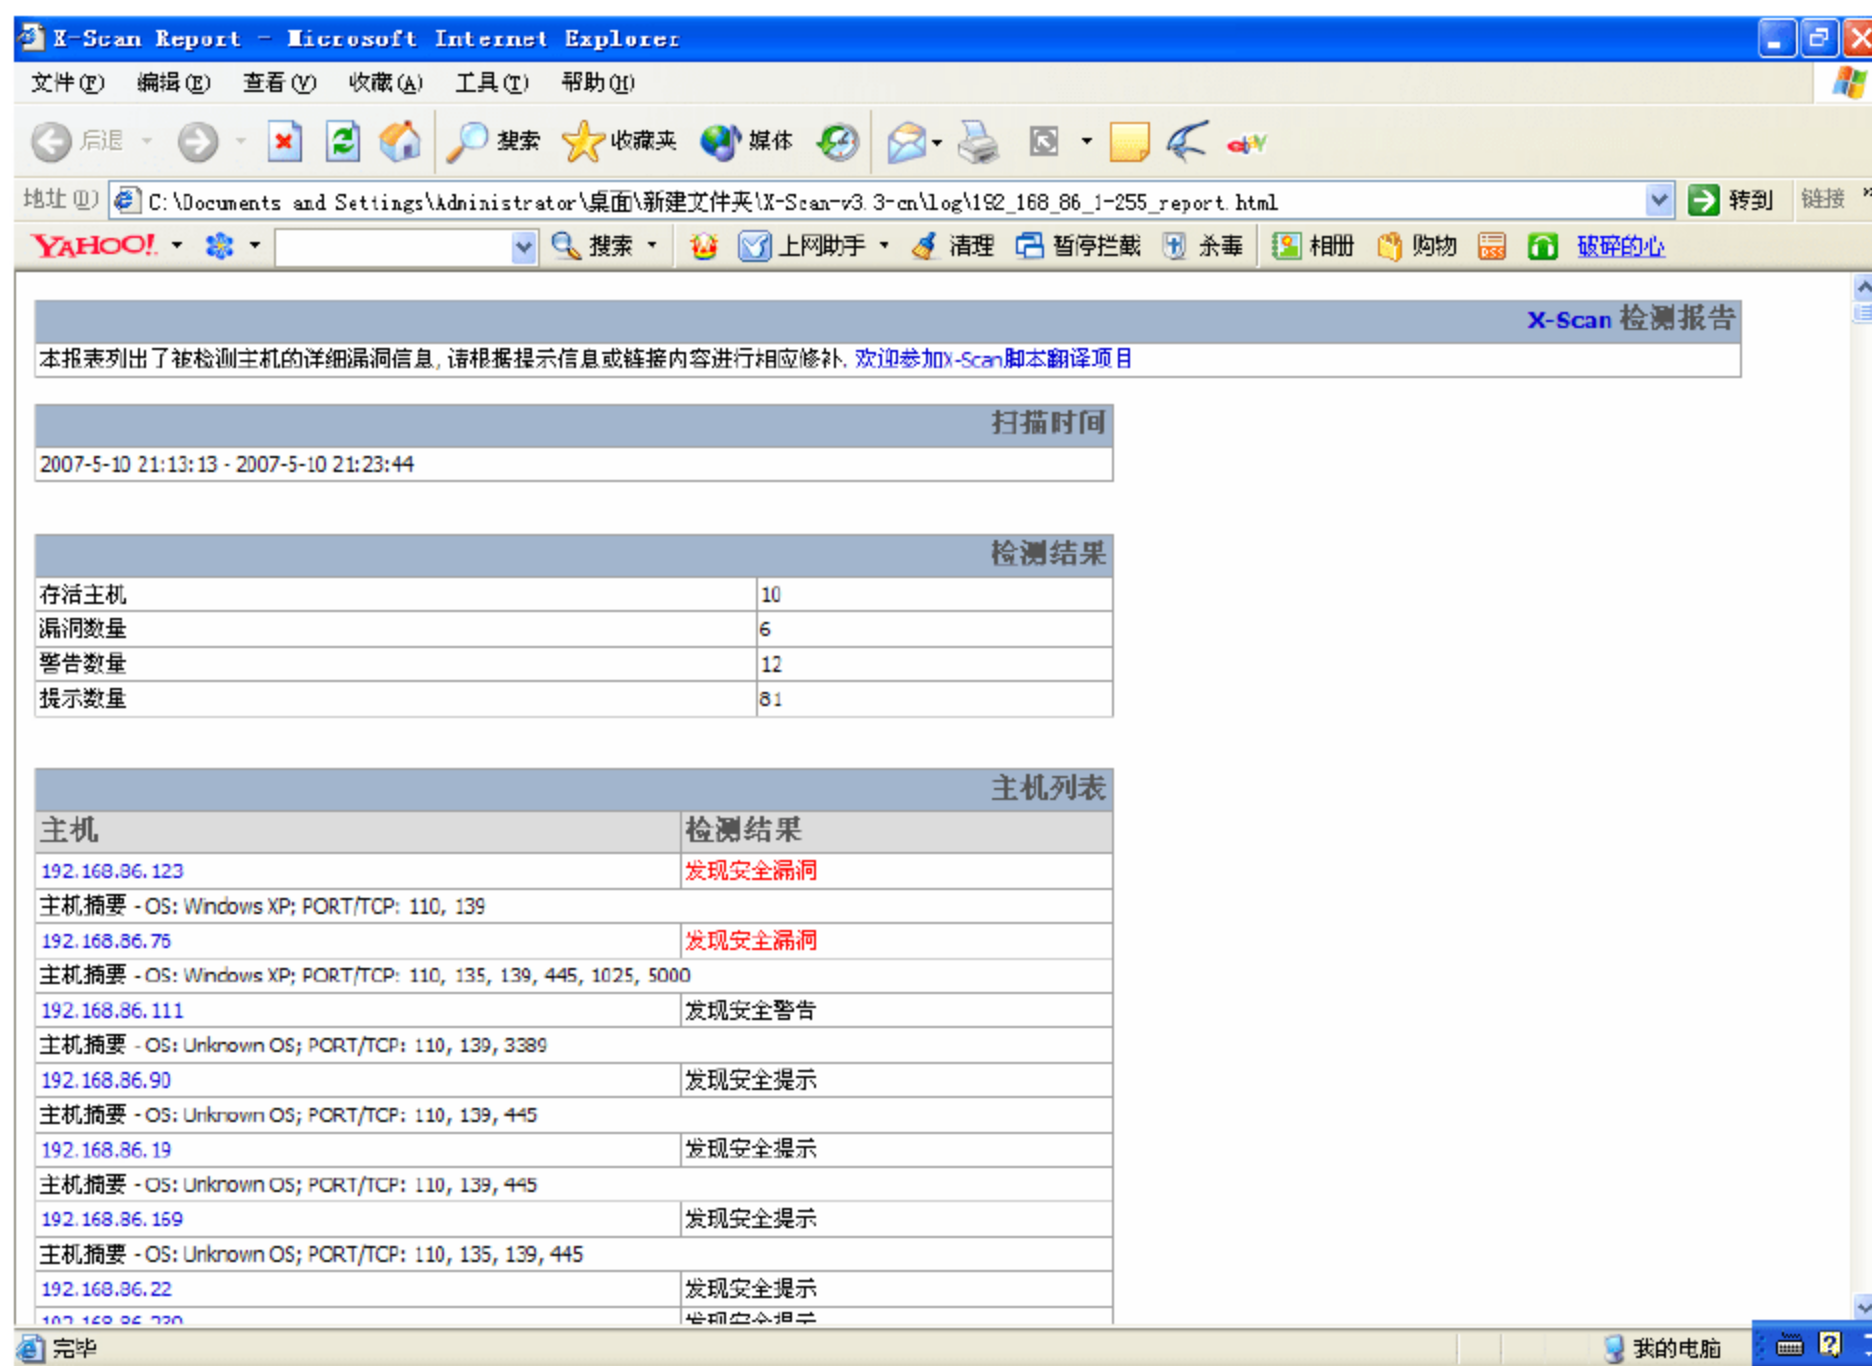 X-Scan Report - Microsoft Internet Explorer
文件(F) 编辑(E) 查看(V) 收藏(A) 工具(T) 帮助(H)
后退 搜索 收藏夹 媒体 ebY
地址(D) C:\Documents and Settings\Administrator\桌面\新建文件夹\X-Scan-v3.3-cn\log\192_168_86_1-255_report.html 转到 链接 »
YAHOO! 搜索 上网助手 清理 暂停拦截 杀毒 相册 购物 RSS 破碎的心
X-Scan 检测报告
本报表列出了被检测主机的详细漏洞信息, 请根据提示信息或链接内容进行相应修补. 欢迎参加X-Scan脚本翻译项目
扫描时间
2007-5-10 21:13:13 - 2007-5-10 21:23:44
检测结果
存活主机 10
漏洞数量 6
警告数量 12
提示数量 81
主机列表
主机 检测结果
192.168.86.123 发现安全漏洞
主机摘要 - OS: Windows XP; PORT/TCP: 110, 139
192.168.86.76 发现安全漏洞
主机摘要 - OS: Windows XP; PORT/TCP: 110, 135, 139, 445, 1025, 5000
192.168.86.111 发现安全警告
主机摘要 - OS: Unknown OS; PORT/TCP: 110, 139, 3389
192.168.86.90 发现安全提示
主机摘要 - OS: Unknown OS; PORT/TCP: 110, 139, 445
192.168.86.19 发现安全提示
主机摘要 - OS: Unknown OS; PORT/TCP: 110, 139, 445
192.168.86.169 发现安全提示
主机摘要 - OS: Unknown OS; PORT/TCP: 110, 135, 139, 445
192.168.86.22 发现安全提示
发现安全提示
完毕 我的电脑